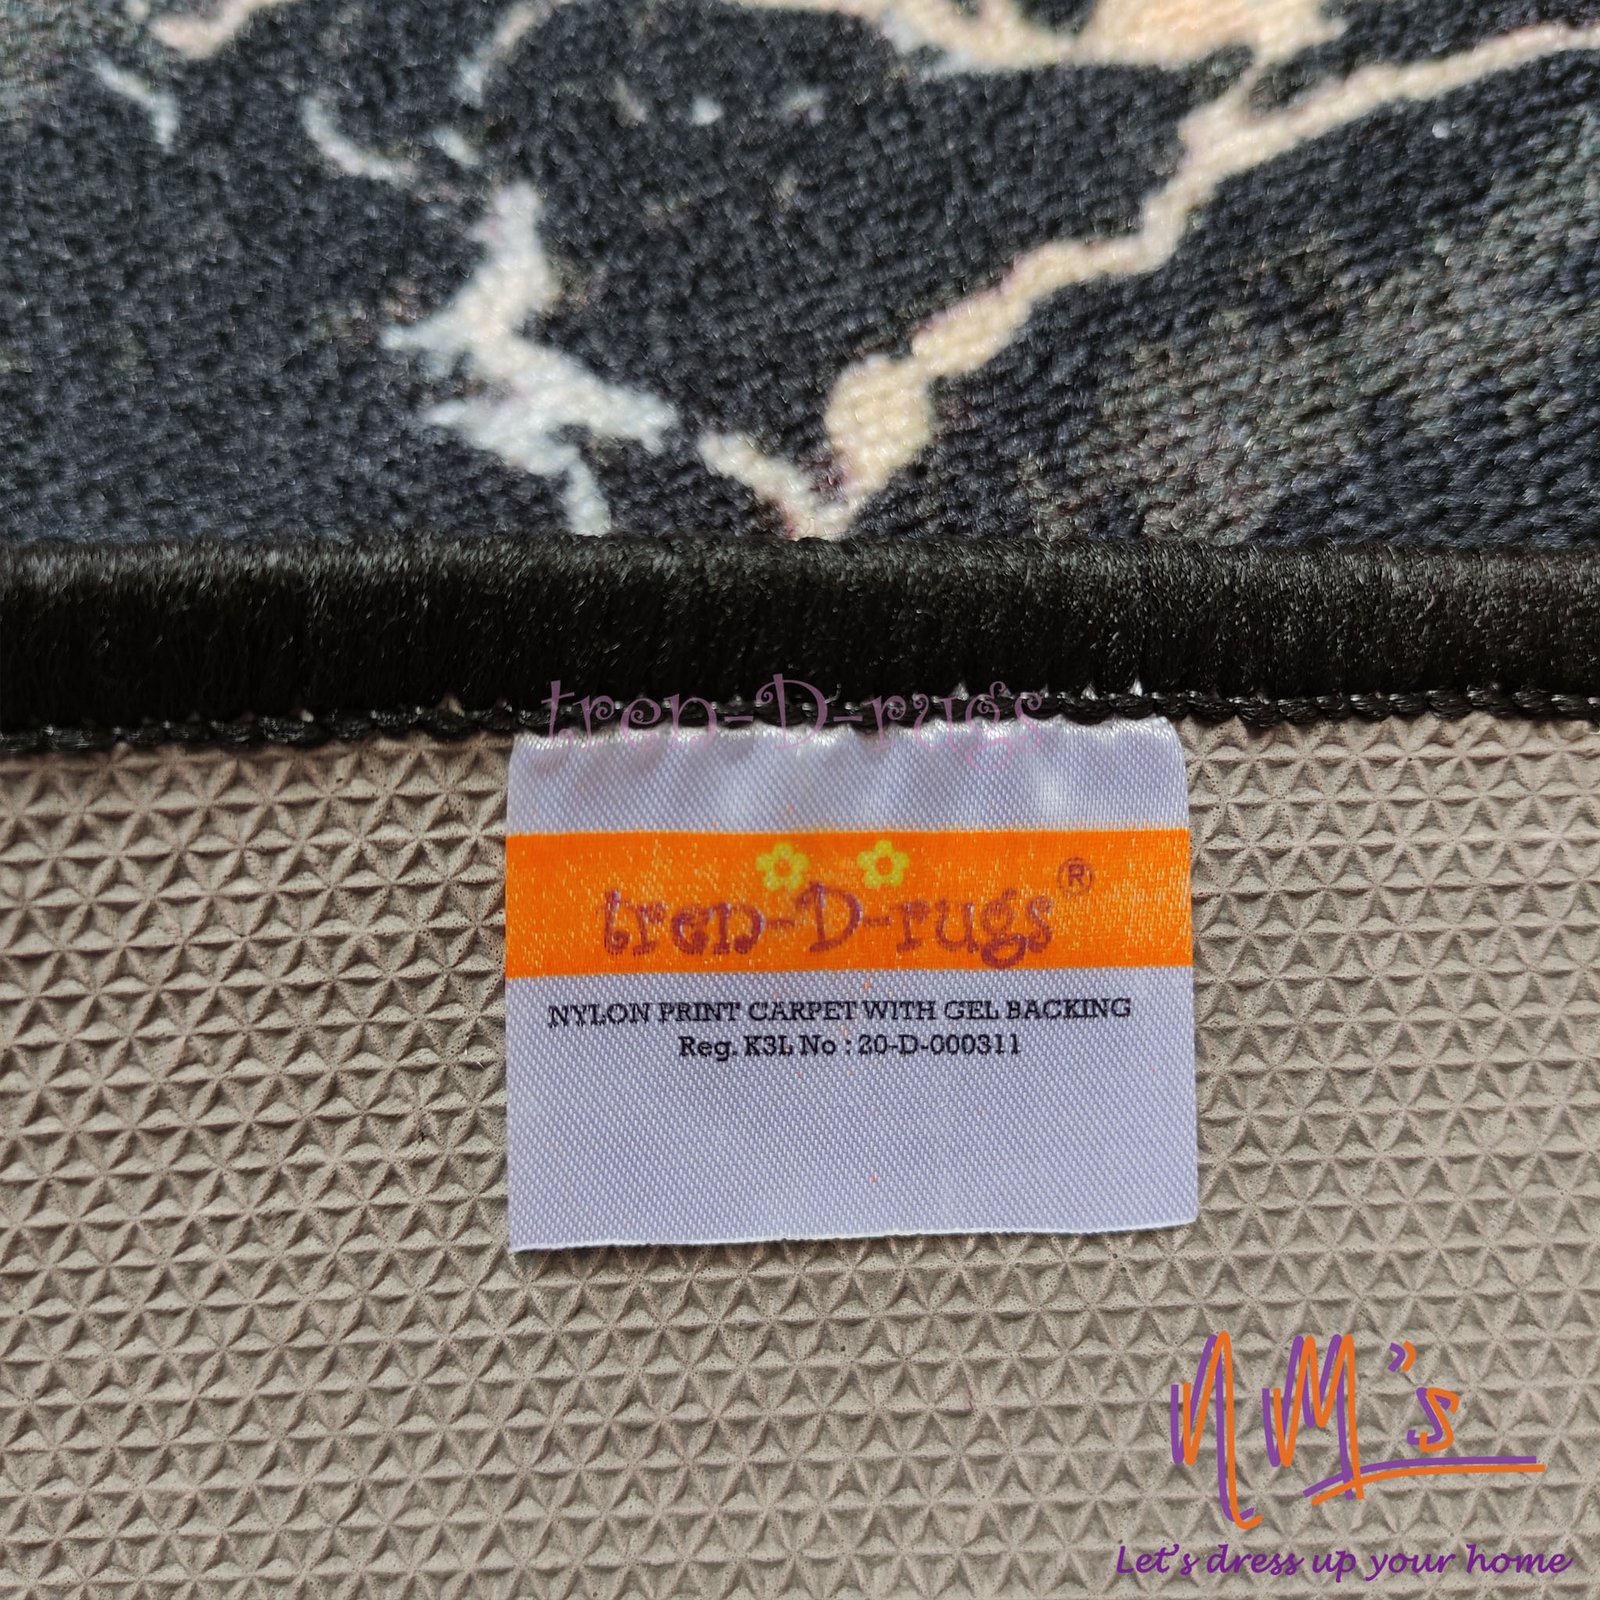 tren-D-rugs
tren-D-rugs®
NYLON PRINT CARPET WITH GEL BACKING
Reg. K3L No : 20-D-000311
NM's
Let's dress up your home